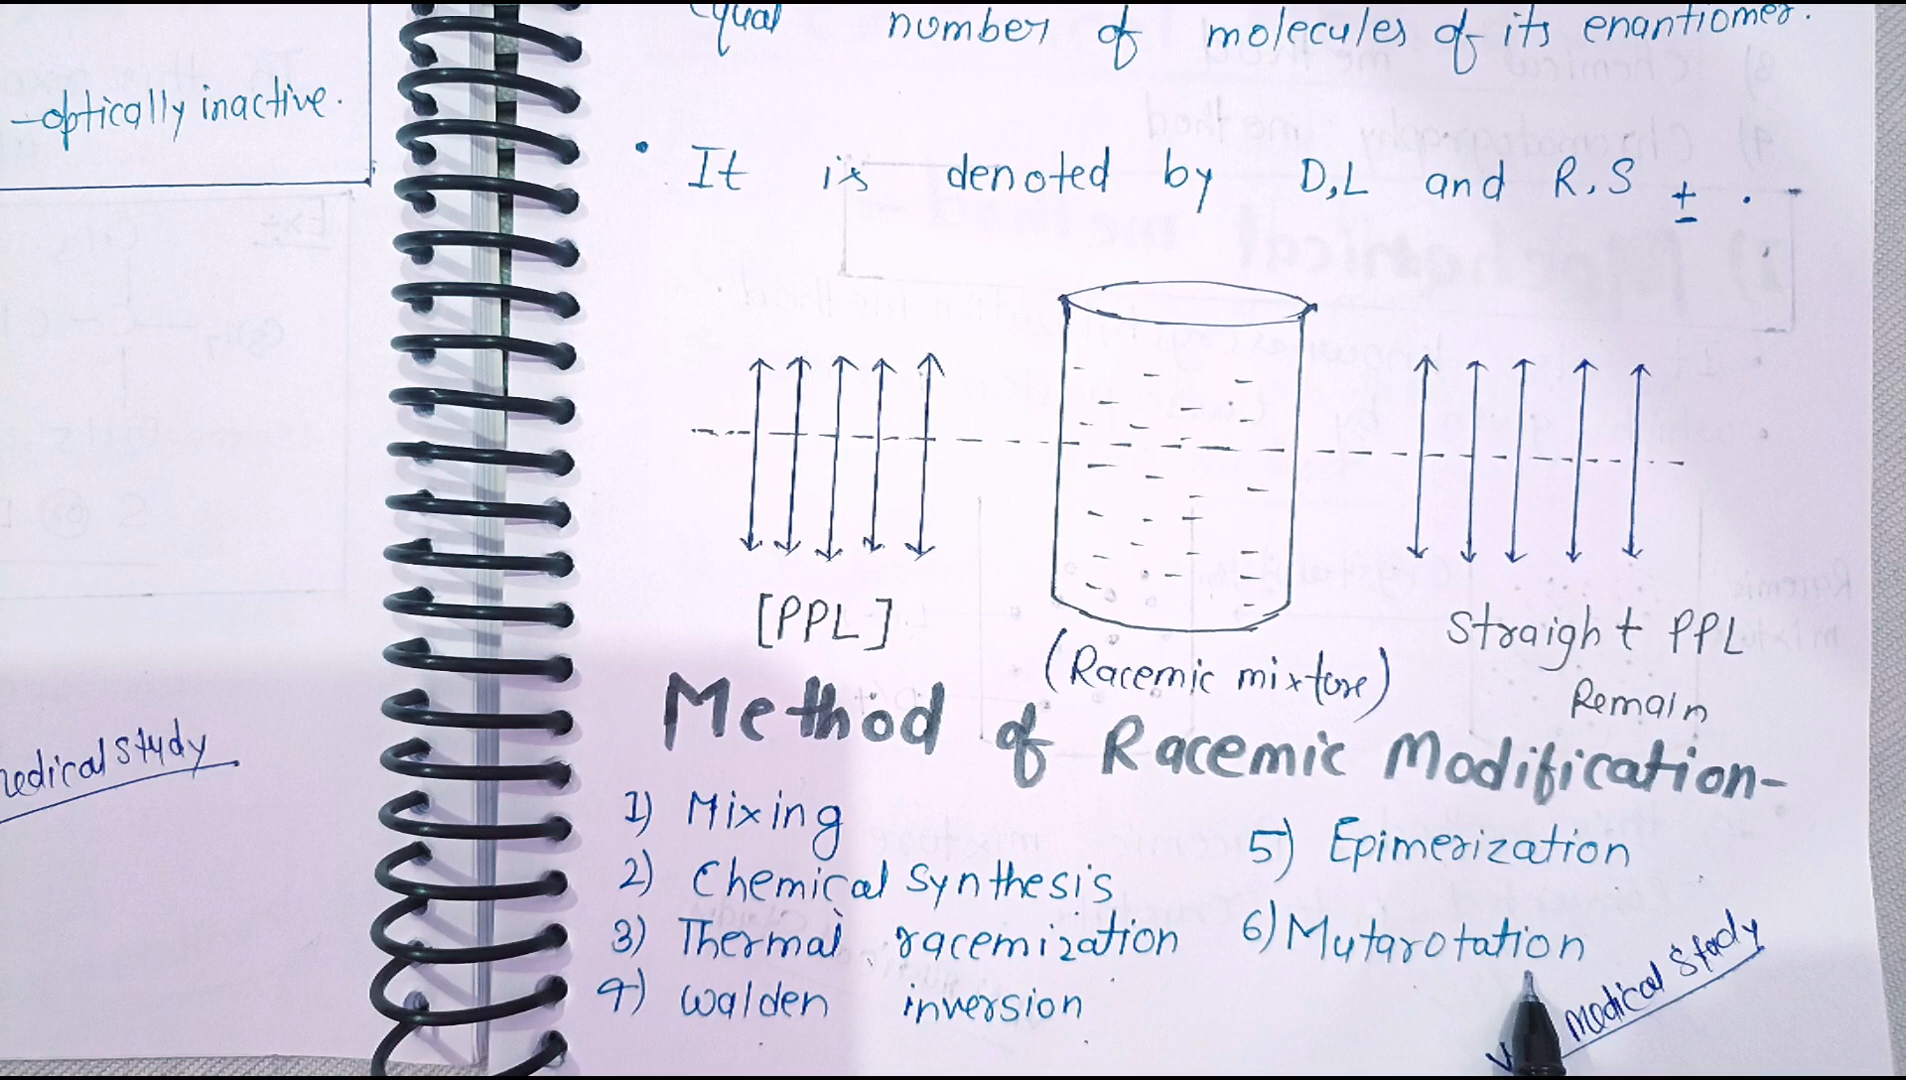 -optically inactive.
Medical study
Equal number of molecules of its enantiomer.
• It is denoted by D,L and R,S ± .
[PPL]
(Racemic mixture)
Straight PPL
Remain
Method of Racemic Modification-
1) Mixing
2) Chemical Synthesis
3) Thermal racemization
4) Walden inversion
5) Epimerization
6) Mutarotation
Medical Study